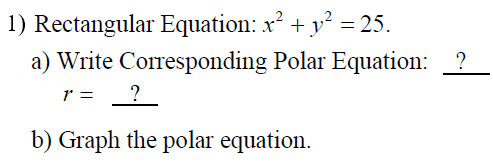 1) Rectangular Equation: x² + y² = 25.
a) Write Corresponding Polar Equation: ?
r = ?
b) Graph the polar equation.